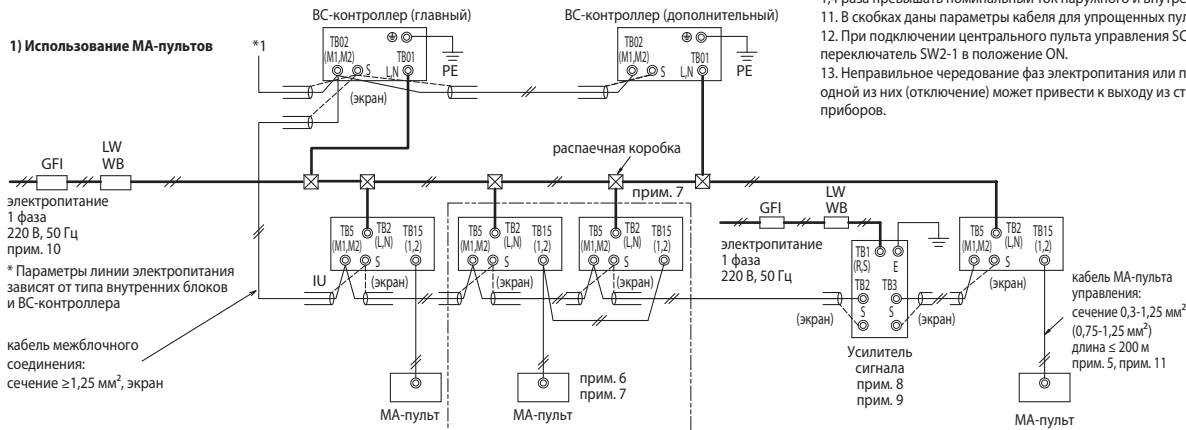 1,4 раза превышать номинальный ток наружного и
11. В скобках даны параметры кабеля для упрощенных
12. При подключении центрального пульта управления
переключатель SW2-1 в положение ON.
13. Неправильное чередование фаз электропитания или
одной из них (отключение) может привести к выходу из
приборов.
1) Использование МА-пультов
*1
BC-контроллер (главный)
TB02
(M1,M2)
S
L,N
TB01
PE
(экран)
BC-контроллер (дополнительный)
TB02
(M1,M2)
S
L,N
TB01
PE
распаечная коробка
GFI
LW
WB
электропитание
1 фаза
220 В, 50 Гц
прим. 10
* Параметры линии электропитания
зависят от типа внутренних блоков
и BC-контроллера
кабель межблочного
соединения:
сечение ≥1,25 мм², экран
IU
TB5
(M1,M2)
TB2
(L,N)
TB15
(1,2)
S
(экран)
МА-пульт
TB5
(M1,M2)
TB2
(L,N)
TB15
(1,2)
S
(экран)
МА-пульт
прим. 6
прим. 7
прим. 7
TB5
(M1,M2)
TB2
(L,N)
TB15
(1,2)
S
(экран)
GFI
LW
WB
электропитание
1 фаза
220 В, 50 Гц
TB1
(R,S)
E
TB2
TB3
S
S
(экран)
(экран)
Усилитель
сигнала
прим. 8
прим. 9
TB5
(M1,M2)
TB2
(L,N)
TB15
(1,2)
S
(экран)
кабель МА-пульта
управления:
сечение 0,3-1,25 мм²
(0,75-1,25 мм²)
длина ≤ 200 м
прим. 5, прим. 11
МА-пульт